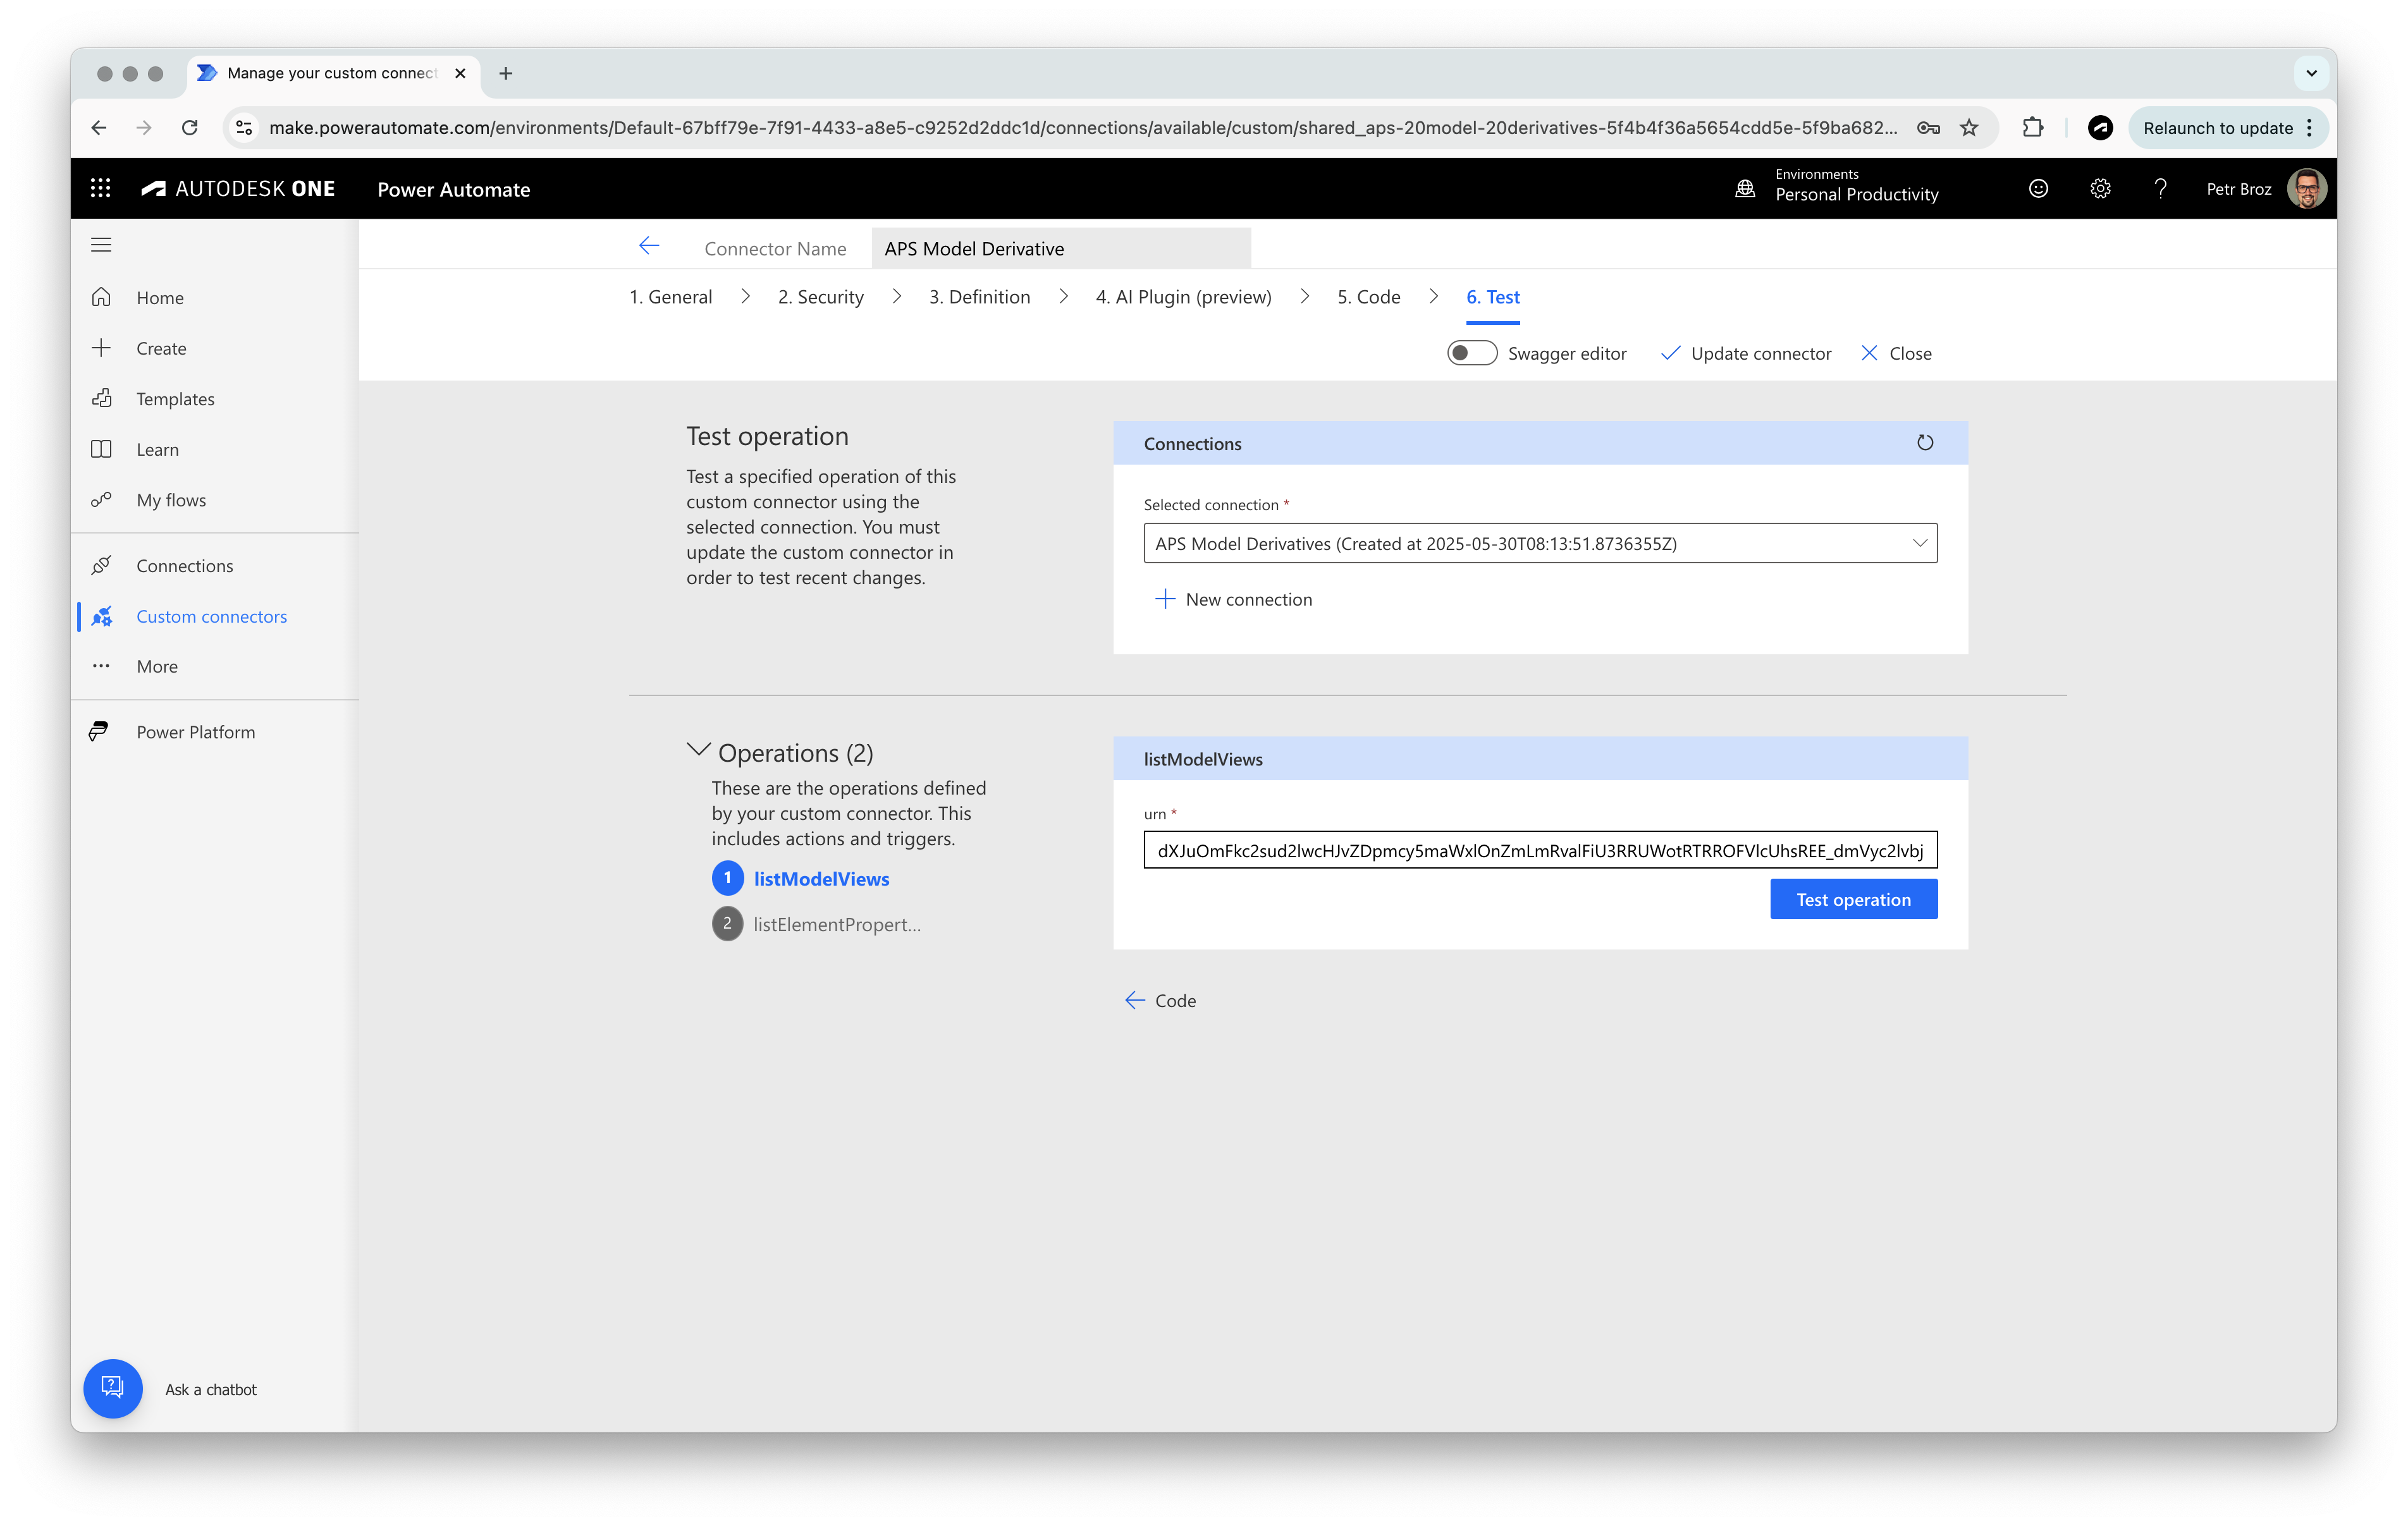 Manage your custom connect
make.powerautomate.com/environments/Default-67bff79e-7f91-4433-a8e5-c9252d2ddc1d/connections/available/custom/shared_aps-20model-20derivatives-5f4b4f36a5654cdd5e-5f9ba682...
Relaunch to update
AUTODESK ONE
Power Automate
Environments
Personal Productivity
Petr Broz
Home
Create
Templates
Learn
My flows
Connections
Custom connectors
More
Power Platform
Ask a chatbot
Connector Name
APS Model Derivative
1. General
2. Security
3. Definition
4. AI Plugin (preview)
5. Code
6. Test
Swagger editor
Update connector
Close
Test operation
Test a specified operation of this
custom connector using the
selected connection. You must
update the custom connector in
order to test recent changes.
Connections
Selected connection *
APS Model Derivatives (Created at 2025-05-30T08:13:51.8736355Z)
New connection
Operations (2)
These are the operations defined
by your custom connector. This
includes actions and triggers.
1 listModelViews
2 listElementPropert...
listModelViews
urn *
Test operation
Code